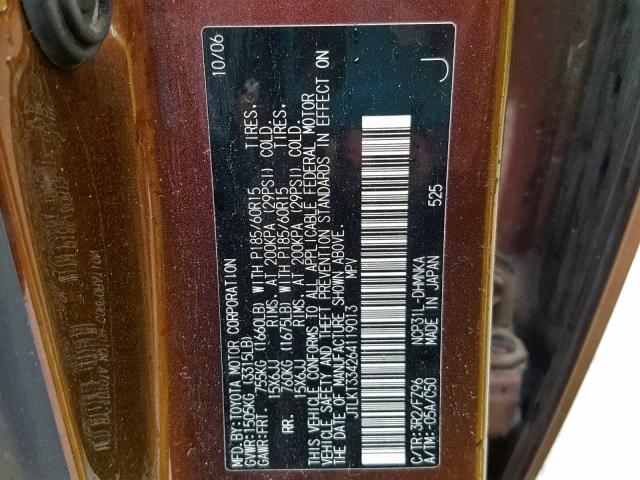 MFD.BY:TOYOTA MOTOR CORPORATION 10/06
GVWR:1505KG (3315LB)
GAWR:FRT. 755KG (1660LB) WITH P185/60R15 TIRES,
15X6JJ RIMS, AT 200KPA (29PSI) COLD.
RR. 760KG (1675LB) WITH P185/60R15 TIRES,
15X6JJ RIMS, AT 200KPA (29PSI) COLD.
THIS VEHICLE CONFORMS TO ALL APPLICABLE FEDERAL MOTOR
VEHICLE SAFETY AND THEFT PREVENTION STANDARDS IN EFFECT ON
THE DATE OF MANUFACTURE SHOWN ABOVE.
JTLKT334264119013 MPV
C/TR:3R2/FZ96 NCP31L-DHMNKA 525
A/TM:-05A/C50 MADE IN JAPAN
J